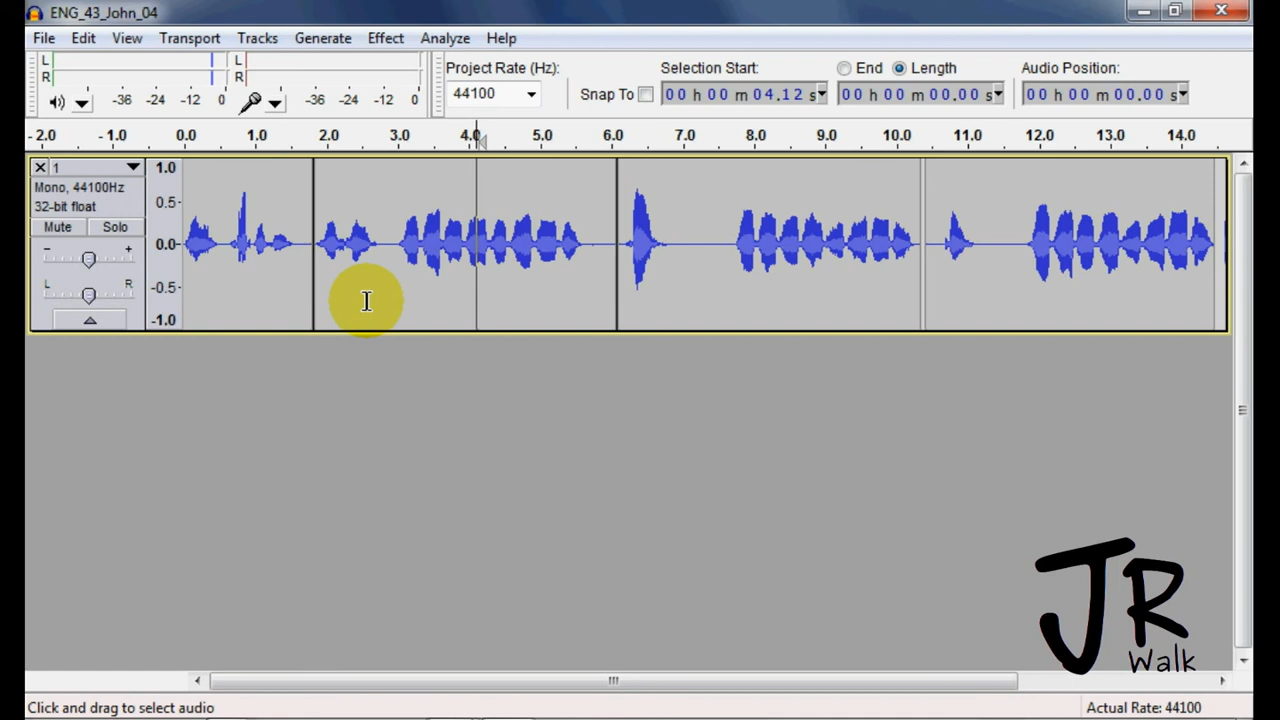 ENG_43_John_04
File Edit View Transport Tracks Generate Effect Analyze Help
L L
R R
-36 -24 -12 0 -36 -24 -12 0
Project Rate (Hz): Selection Start: End Length Audio Position:
44100 Snap To 00 h 00 m 04.12 s 00 h 00 m 00.00 s 00 h 00 m 00.00 s
- 2.0 - 1.0 0.0 1.0 2.0 3.0 4.0 5.0 6.0 7.0 8.0 9.0 10.0 11.0 12.0 13.0 14.0
1 1.0
Mono, 44100Hz
32-bit float 0.5-
Mute Solo
- + 0.0-
L R -0.5-
-1.0
JR
Walk
Click and drag to select audio Actual Rate: 44100